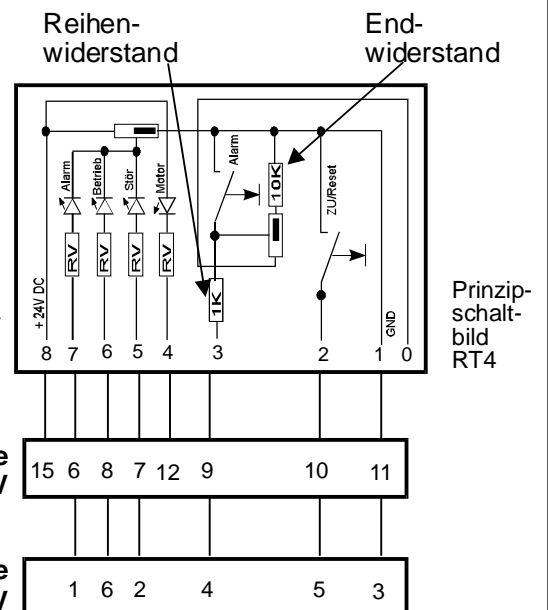 Reihen-
widerstand
End-
widerstand
Alarm
Betrieb
Stör
Motor
Alarm
10K
ZU/Reset
RV
RV
RV
RV
1K
+ 24V DC
GND
8 7 6 5 4 3 2 1 0
Prinzip-
schalt-
bild
RT4
e
V
15 6 8 7 12 9 10 11
e
V
1 6 2 4 5 3